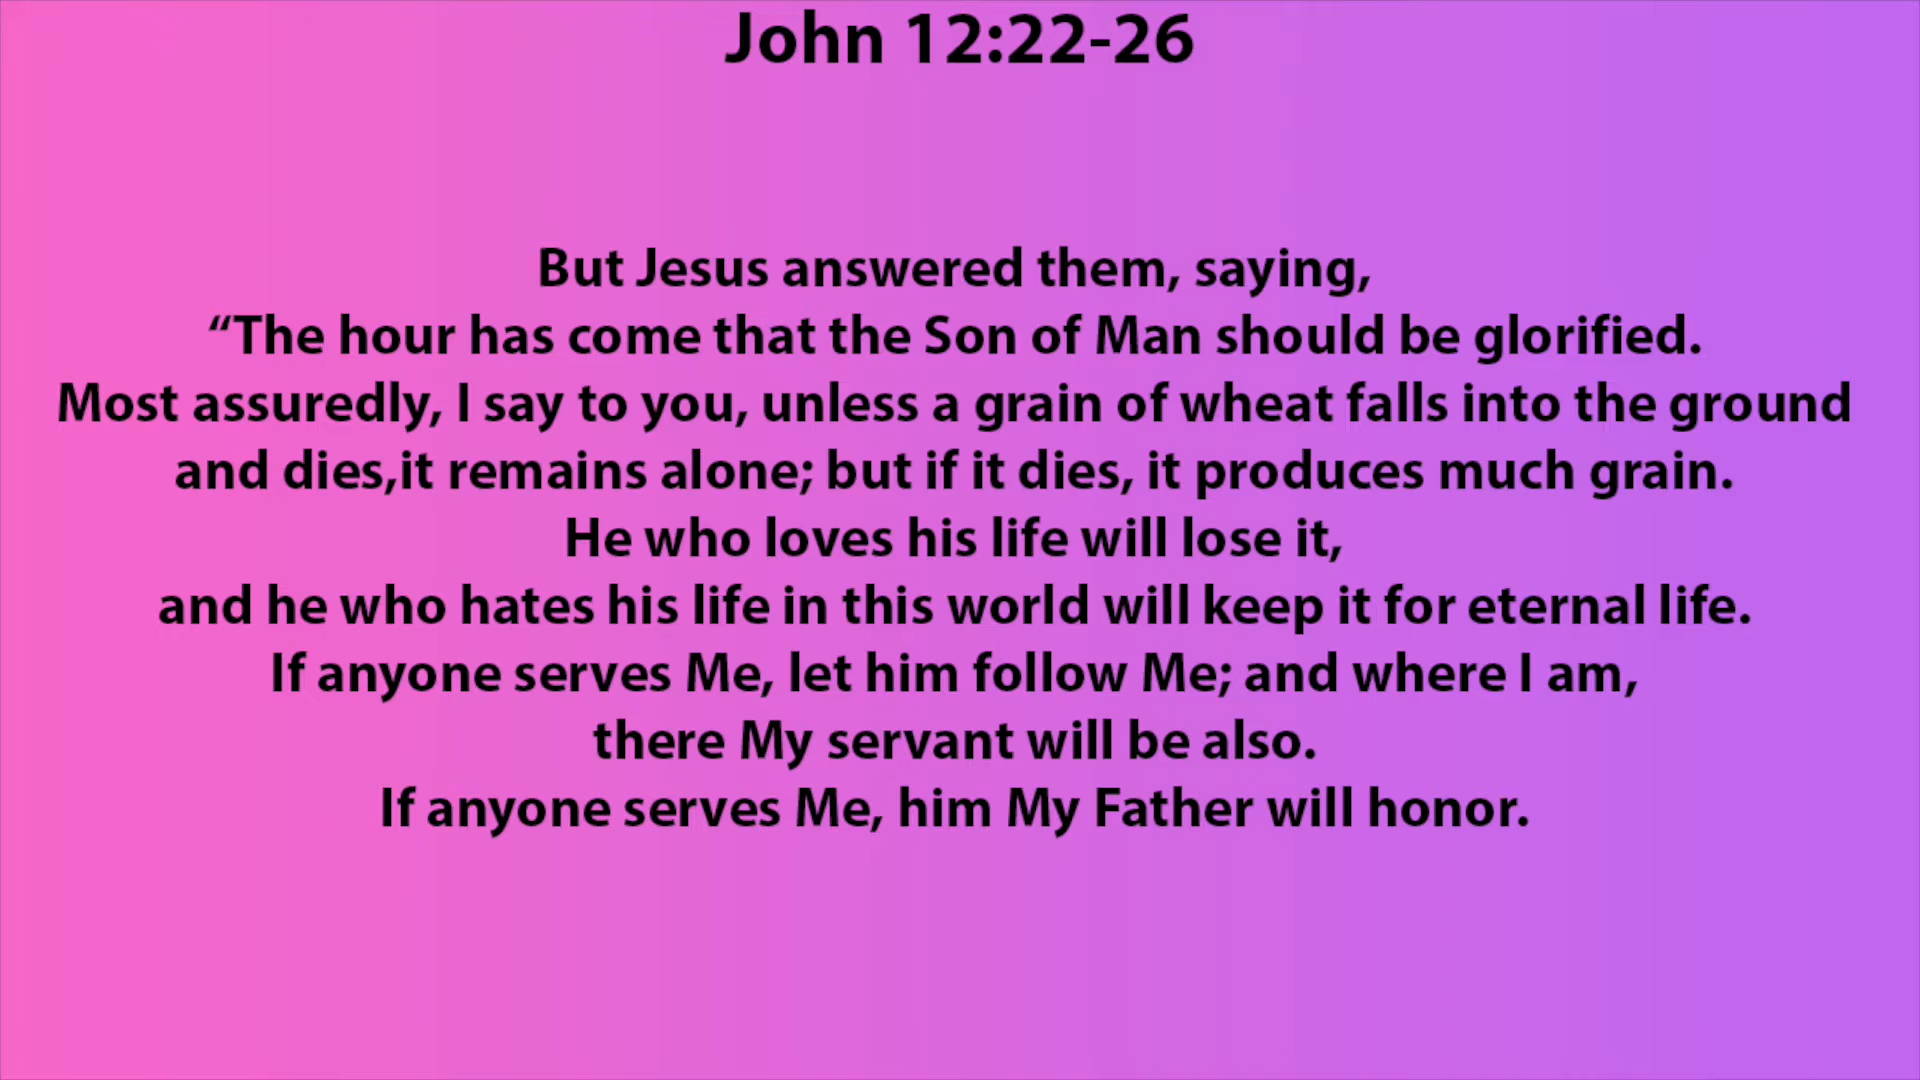 John 12:22-26
But Jesus answered them, saying,
“The hour has come that the Son of Man should be glorified.
Most assuredly, I say to you, unless a grain of wheat falls into the ground
and dies,it remains alone; but if it dies, it produces much grain.
He who loves his life will lose it,
and he who hates his life in this world will keep it for eternal life.
If anyone serves Me, let him follow Me; and where I am,
there My servant will be also.
If anyone serves Me, him My Father will honor.